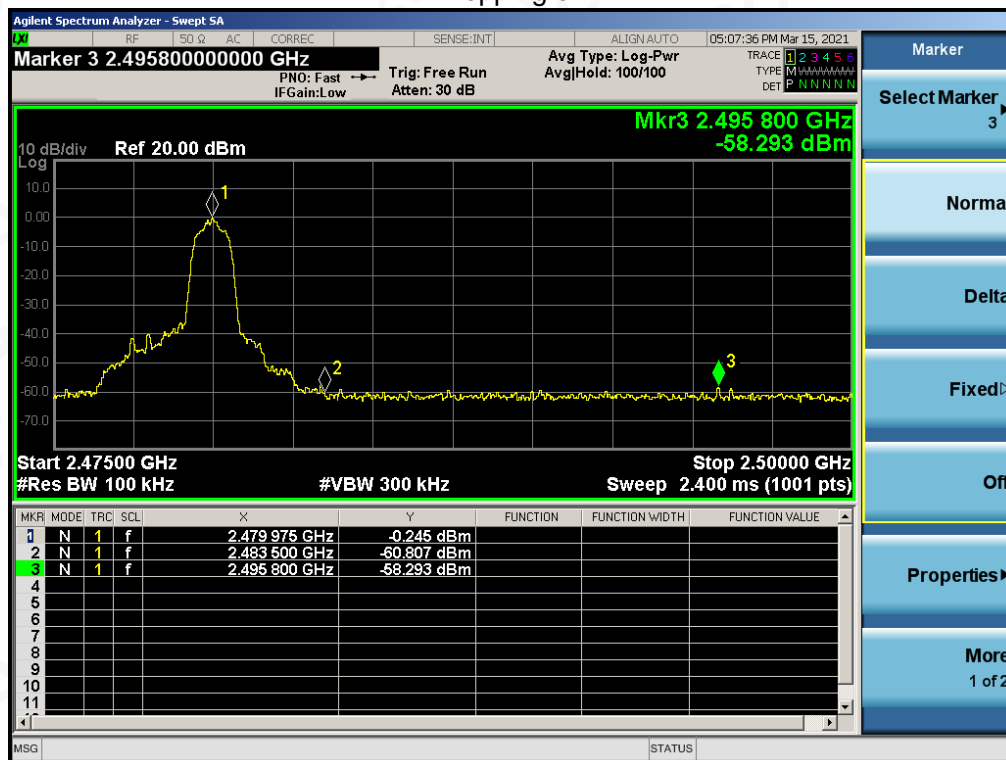 Agilent Spectrum Analyzer - Swept SA
LXI RF 50 Ω AC CORREC SENSE:INT ALIGN AUTO 05:07:36 PM Mar 15, 2021
Marker 3 2.495800000000 GHz
PNO: Fast
IFGain:Low
Trig: Free Run
Atten: 30 dB
Avg Type: Log-Pwr
Avg|Hold: 100/100
TRACE 1 2 3 4 5 6
TYPE M WWWWW
DET P N N N N N
Mkr3 2.495 800 GHz
-58.293 dBm
10 dB/div Ref 20.00 dBm
Log
10.0
0.00
-10.0
-20.0
-30.0
-40.0
-50.0
-60.0
-70.0
1
2
3
Start 2.47500 GHz Stop 2.50000 GHz
#Res BW 100 kHz #VBW 300 kHz Sweep 2.400 ms (1001 pts)
MKR MODE TRC SCL X Y FUNCTION FUNCTION WIDTH FUNCTION VALUE
1 N 1 f 2.479 975 GHz -0.245 dBm
2 N 1 f 2.483 500 GHz -60.807 dBm
3 N 1 f 2.495 800 GHz -58.293 dBm
4
5
6
7
8
9
10
11
MSG STATUS
Marker
Select Marker
3
Norma
Delta
Fixed
Off
Properties
More
1 of 2